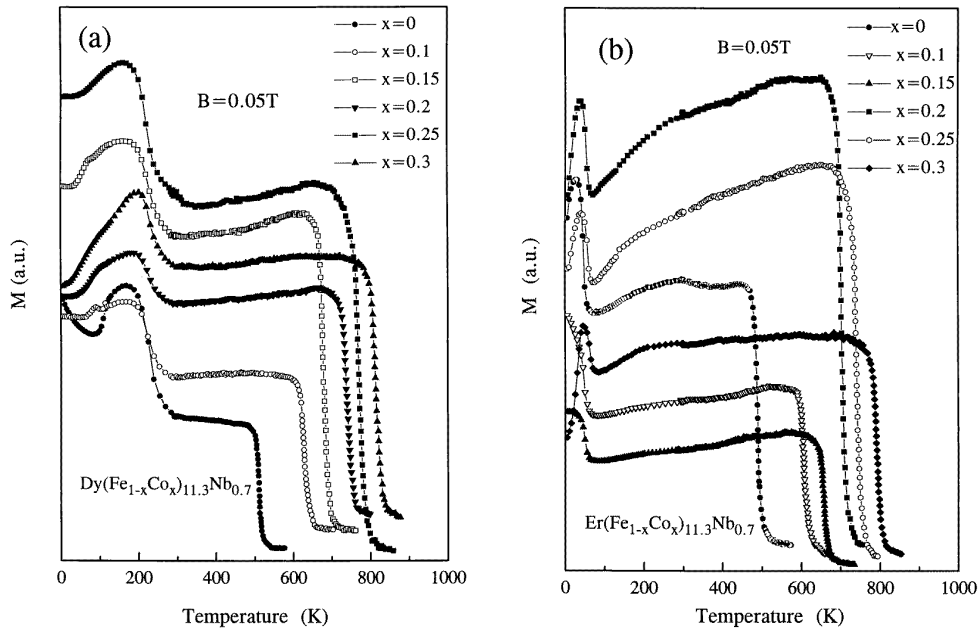 (a)
B=0.05T
x=0
x=0.1
x=0.15
x=0.2
x=0.25
x=0.3
M (a.u.)
Dy(Fe1-xCox)11.3Nb0.7
0 200 400 600 800 1000
Temperature (K)
(b)
B=0.05T
x=0
x=0.1
x=0.15
x=0.2
x=0.25
x=0.3
M (a.u.)
Er(Fe1-xCox)11.3Nb0.7
0 200 400 600 800 1000
Temperature (K)